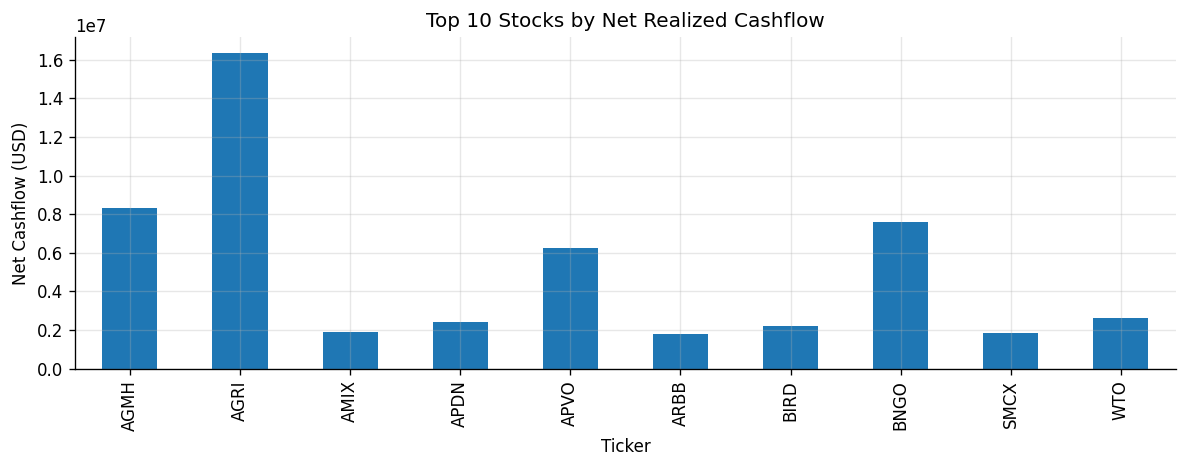 Top 10 Stocks by Net Realized Cashflow
1e7
Net Cashflow (USD)
1.6
1.4
1.2
1.0
0.8
0.6
0.4
0.2
0.0
AGMH
AGRI
AMIX
APDN
APVO
ARBB
BIRD
BNGO
SMCX
WTO
Ticker